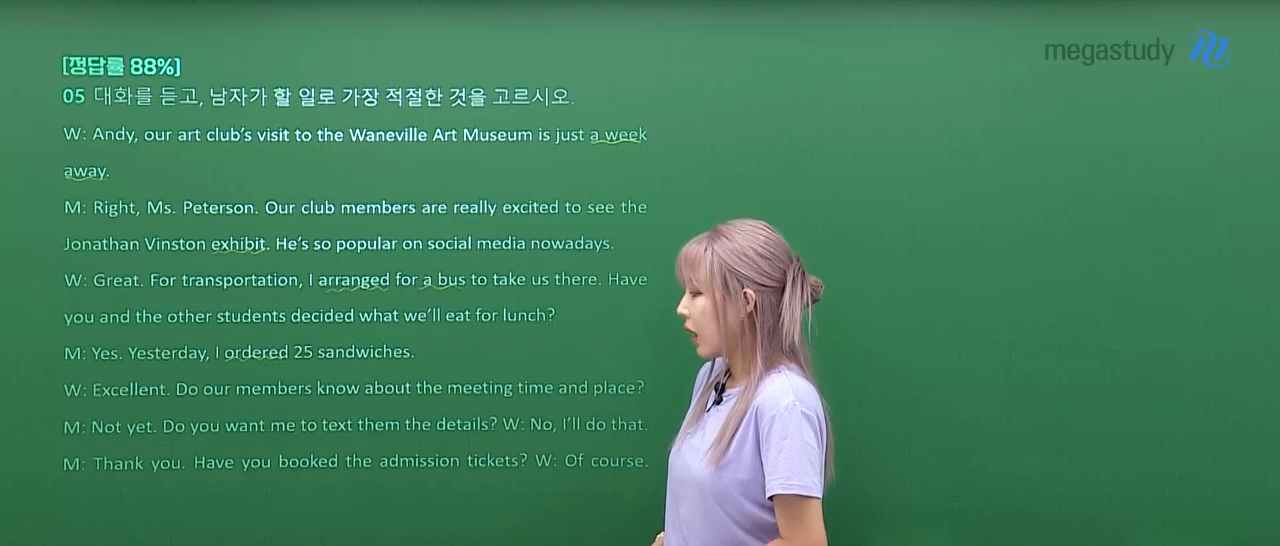 megastudy
[정답률 88%]
05 대화를 듣고, 남자가 할 일로 가장 적절한 것을 고르시오.
W: Andy, our art club's visit to the Waneville Art Museum is just a week
away.
M: Right, Ms. Peterson. Our club members are really excited to see the
Jonathan Vinston exhibit. He's so popular on social media nowadays.
W: Great. For transportation, I arranged for a bus to take us there. Have
you and the other students decided what we'll eat for lunch?
M: Yes. Yesterday, I ordered 25 sandwiches.
W: Excellent. Do our members know about the meeting time and place?
M: Not yet. Do you want me to text them the details? W: No, I'll do that.
M: Thank you. Have you booked the admission tickets? W: Of course.